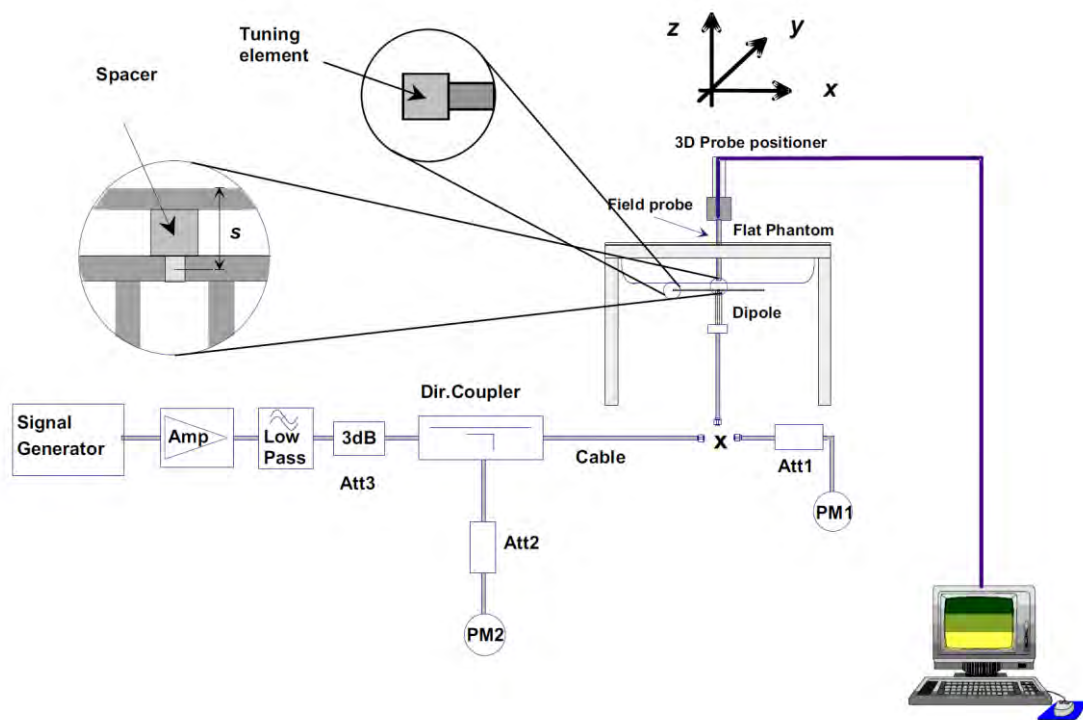 Tuning
element
Spacer
s
z
y
x
3D Probe positioner
Field probe
Flat Phantom
Dipole
Dir.Coupler
Signal
Generator
Amp
Low
Pass
3dB
Att3
Cable
x
Att1
PM1
Att2
PM2